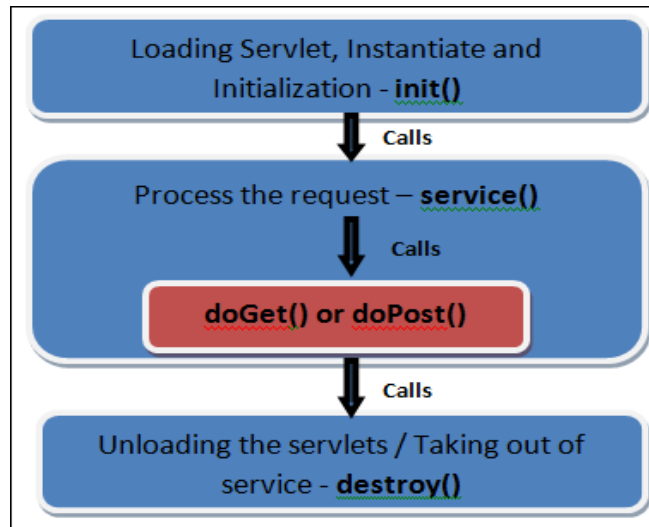 Loading Servlet, Instantiate and
Initialization - init()
Calls
Process the request – service()
Calls
doGet() or doPost()
Calls
Unloading the servlets / Taking out of
service - destroy()